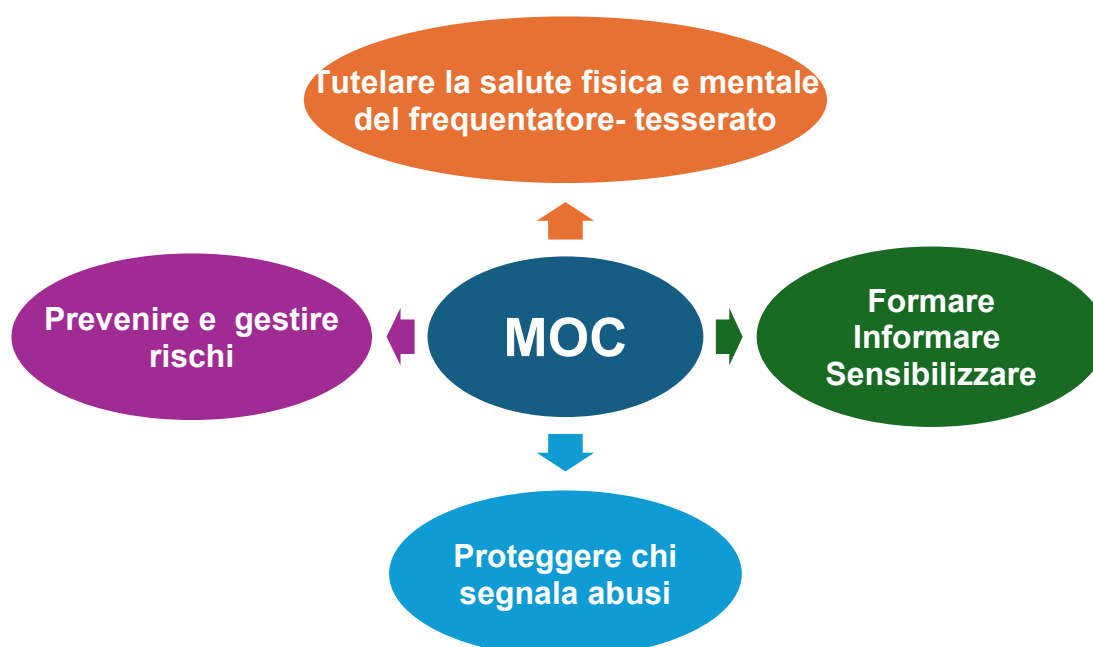 Tutelare la salute fisica e mentale
del frequentatore- tesserato
Prevenire e  gestire
rischi
MOC
Formare
Informare
Sensibilizzare
Proteggere chi
segnala abusi